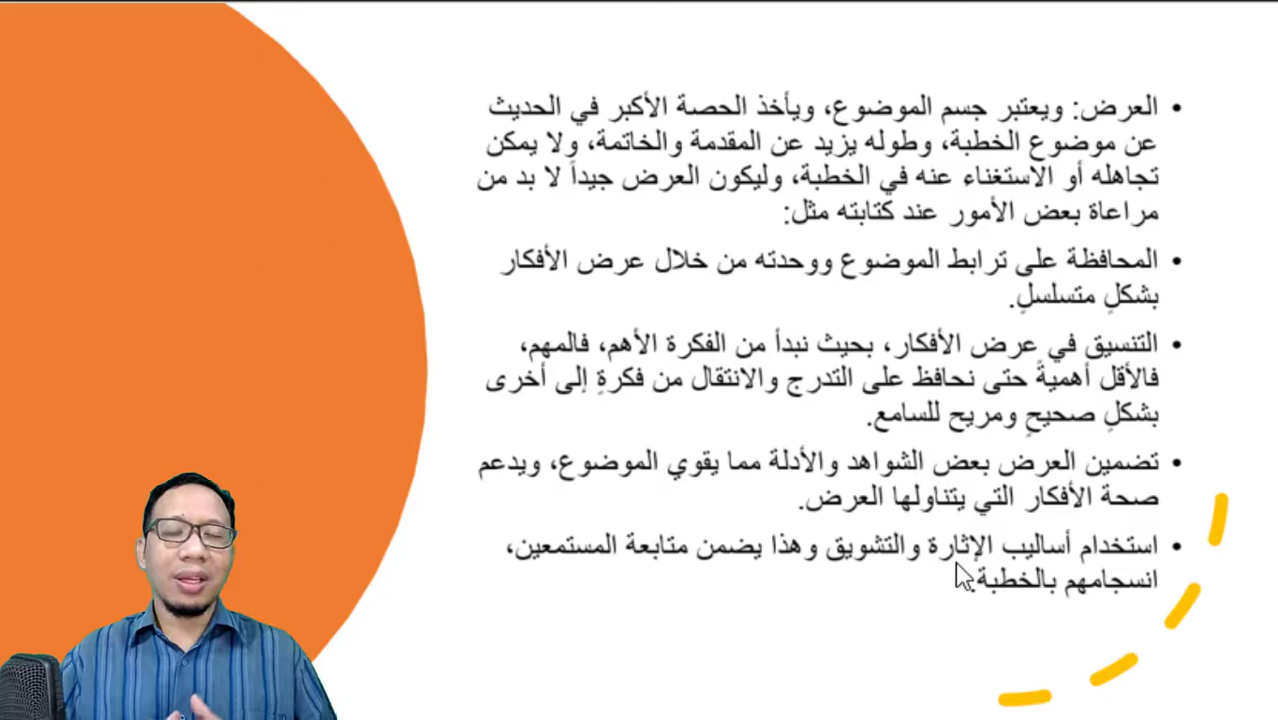 • العرض: ويعتبر جسم الموضوع، ويأخذ الحصة الأكبر في الحديث
عن موضوع الخطبة، وطوله يزيد عن المقدمة والخاتمة، ولا يمكن
تجاهله أو الاستغناء عنه في الخطبة، وليكون العرض جيداً لا بد من
مراعاة بعض الأمور عند كتابته مثل:
• المحافظة على ترابط الموضوع ووحدته من خلال عرض الأفكار
بشكلٍ متسلسلٍ.
• التنسيق في عرض الأفكار، بحيث نبدأ من الفكرة الأهم، فالمهم،
فالأقل أهميةً حتى نحافظ على التدرج والانتقال من فكرةٍ إلى أخرى
بشكلٍ صحيحٍ ومريح للسامع.
• تضمين العرض بعض الشواهد والأدلة مما يقوي الموضوع، ويدعم
صحة الأفكار التي يتناولها العرض.
• استخدام أساليب الإثارة والتشويق وهذا يضمن متابعة المستمعين،
انسجامهم بالخطبة.